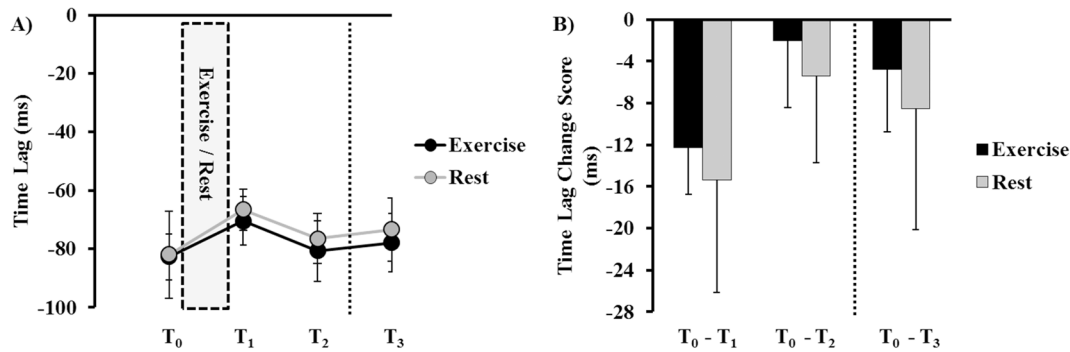 A)
Time Lag (ms)
0
-20
-40
-60
-80
-100
Exercise / Rest
Exercise
Rest
T0
T1
T2
T3
B)
Time Lag Change Score
(ms)
0
-4
-8
-12
-16
-20
-24
-28
Exercise
Rest
T0 - T1
T0 - T2
T0 - T3